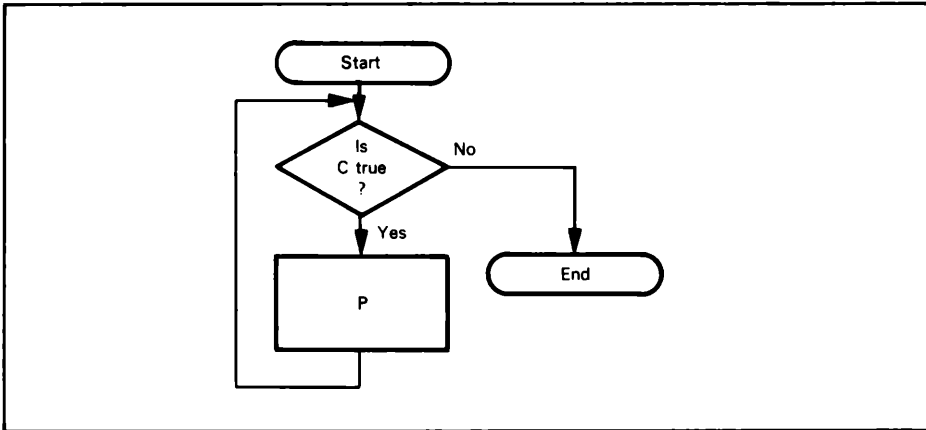 Start
Is
C true
?
No
Yes
P
End